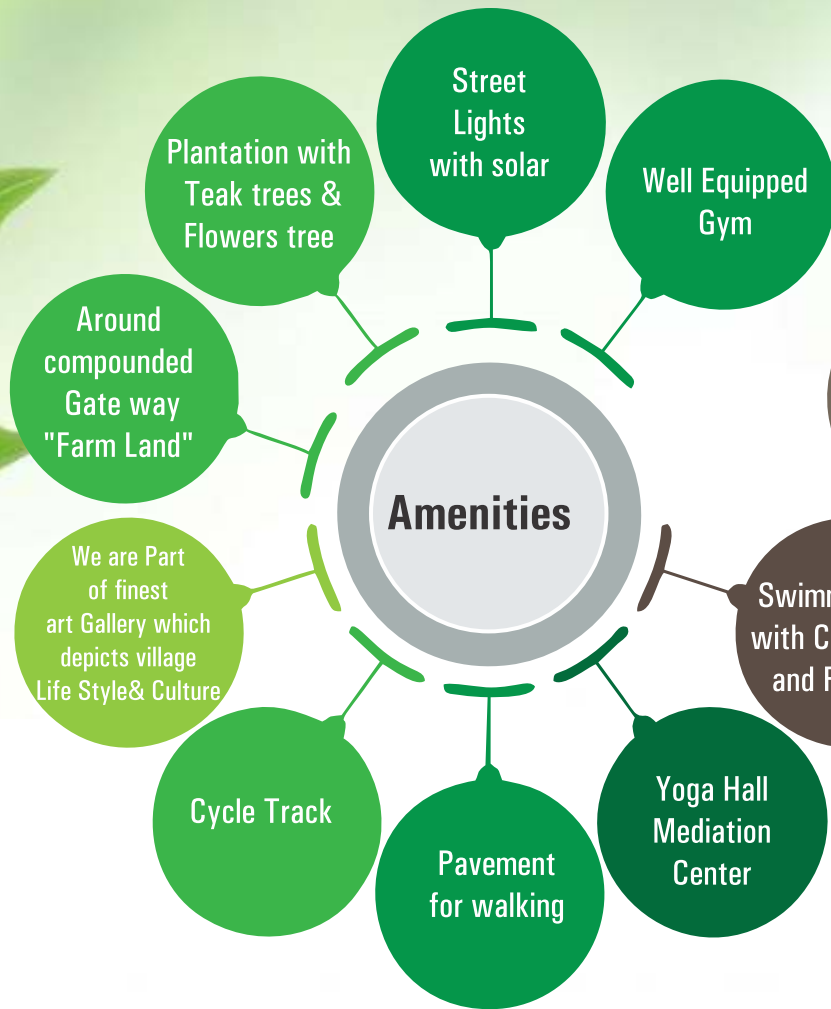 Street
Lights
with solar
Well Equipped
Gym
Plantation with
Teak trees &
Flowers tree
Around
compounded
Gate way
"Farm Land"
Amenities
We are Part
of finest
art Gallery which
depicts village
Life Style& Culture
with
and
Cycle Track
Pavement
for walking
Yoga Hall
Mediation
Center